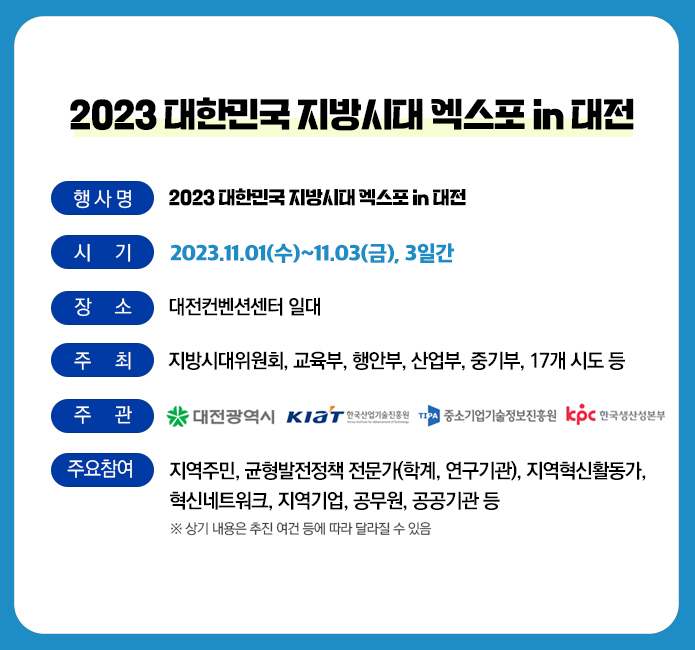 2023 대한민국 지방시대 엑스포 in 대전
행사명 2023 대한민국 지방시대 엑스포 in 대전
시 기 2023.11.01(수)~11.03(금), 3일간
장 소 대전컨벤션센터 일대
주 최 지방시대위원회, 교육부, 행안부, 산업부, 중기부, 17개 시도 등
주 관 대전광역시 KIAT 한국산업기술진흥원 TIPA 중소기업기술정보진흥원 kpc 한국생산성본부
Korea Institute for Advancement of Technology
주요참여 지역주민, 균형발전정책 전문가(학계, 연구기관), 지역혁신활동가,
혁신네트워크, 지역기업, 공무원, 공공기관 등
※ 상기 내용은 추진 여건 등에 따라 달라질 수 있음